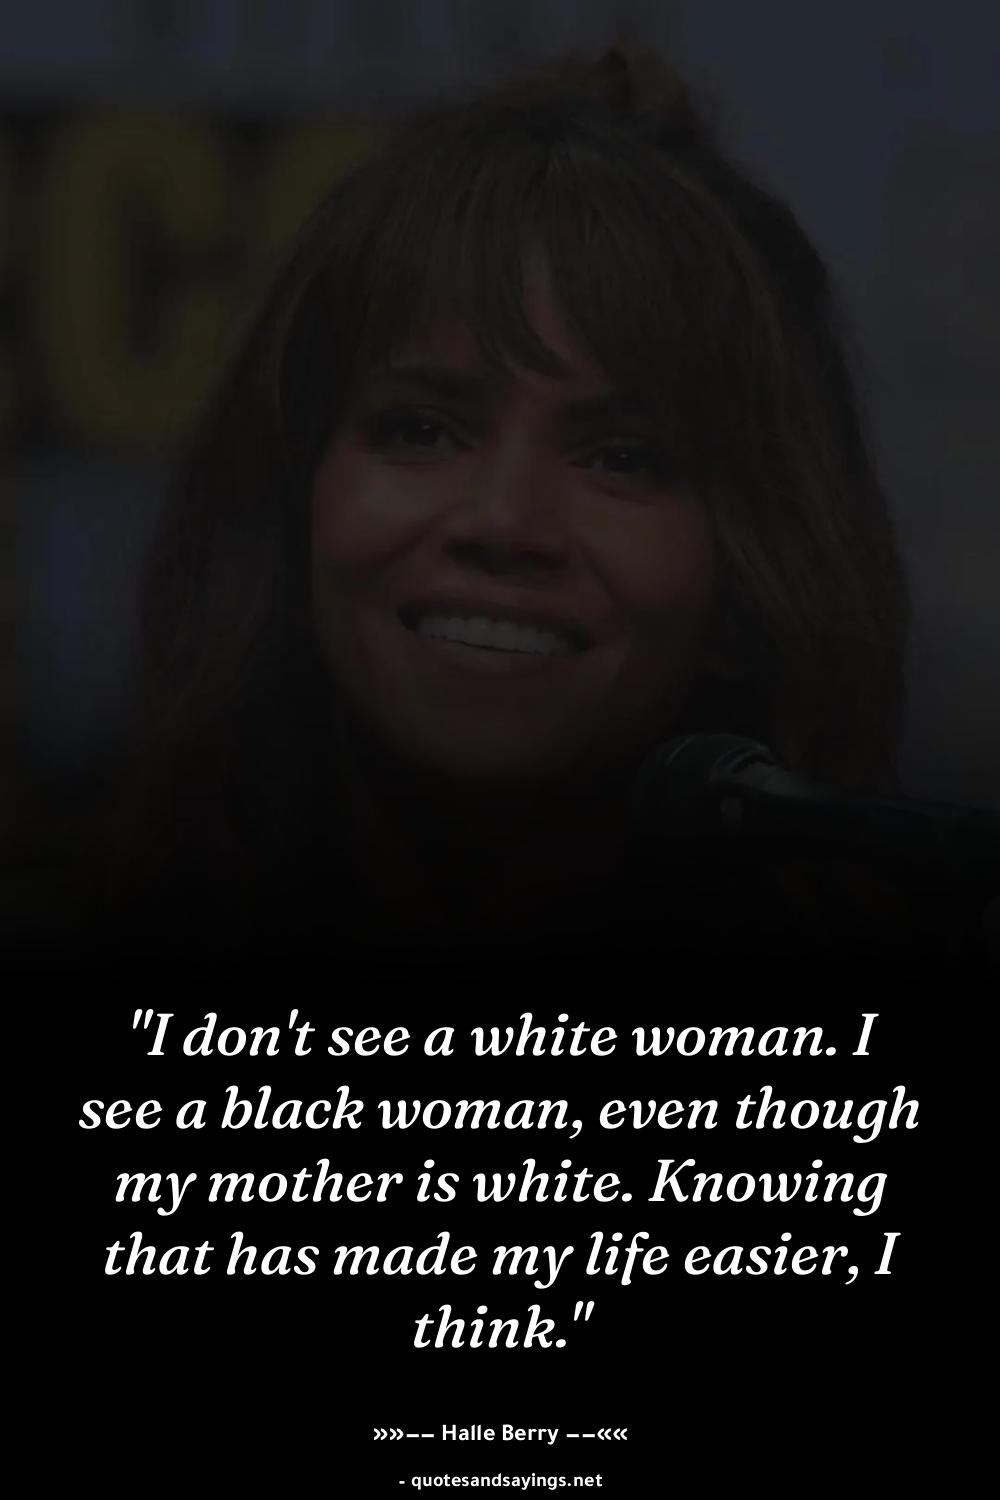 "I don't see a white woman. I
see a black woman, even though
my mother is white. Knowing
that has made my life easier, I
think."
»»–– Halle Berry ––««
- quotesandsayings.net